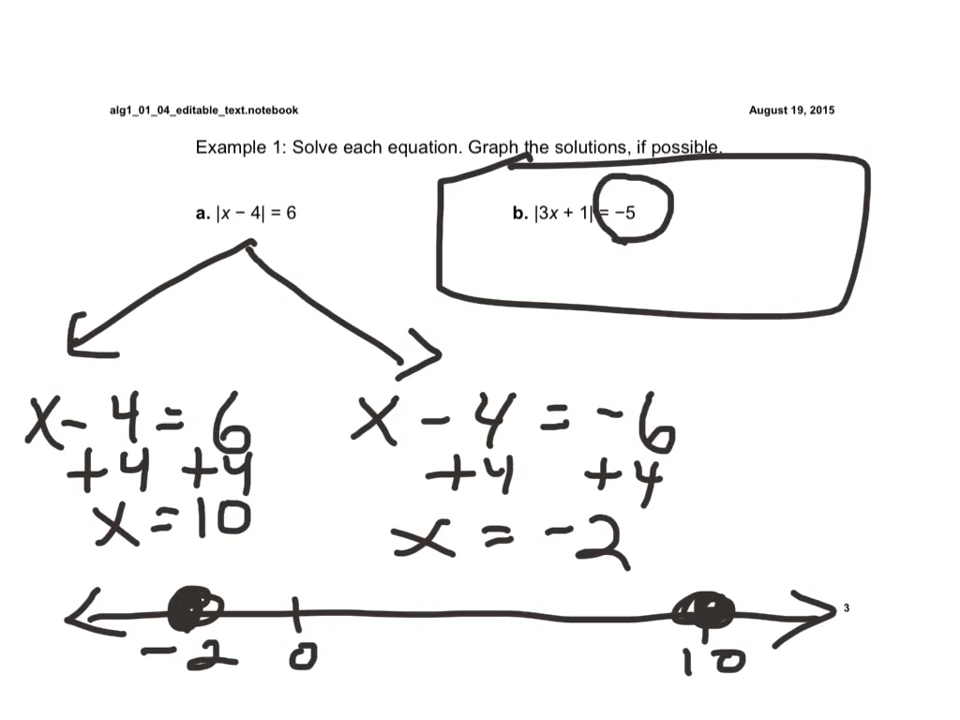 alg1_01_04_editable_text.notebook August 19, 2015
Example 1: Solve each equation. Graph the solutions, if possible.
a. |x − 4| = 6 b. |3x + 1| = −5
x - 4 = 6 x - 4 = -6
+4 +4 +4 +4
x = 10 x = -2
3
-2 0 10